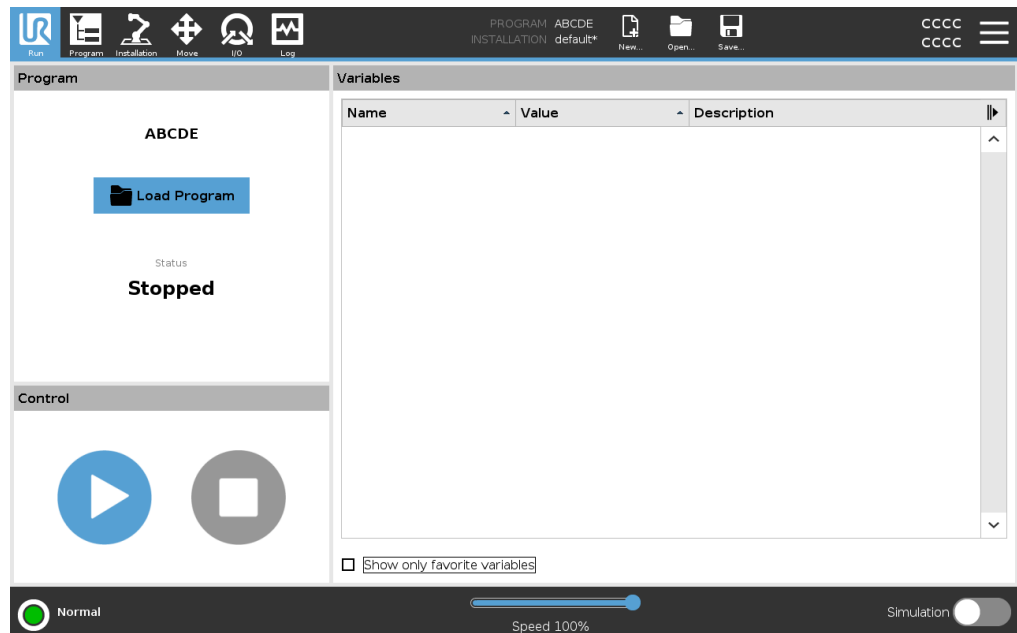 UR
Run
Program
Installation
Move
I/O
Log
PROGRAM ABCDE
INSTALLATION default*
New...
Open...
Save...
CCCC
CCCC
Program
ABCDE
Load Program
Status
Stopped
Control
Variables
Name Value Description
Show only favorite variables
Normal
Speed 100%
Simulation